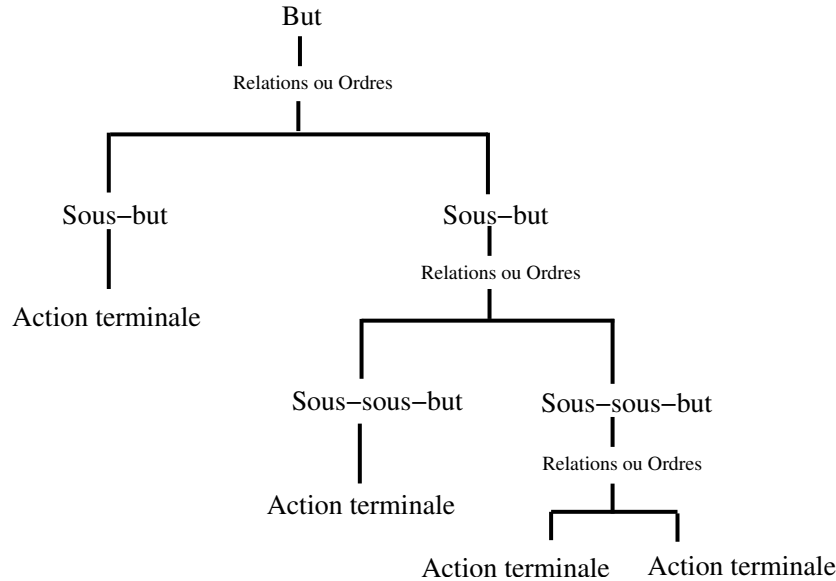 But
Relations ou Ordres
Sous−but
Sous−but
Relations ou Ordres
Action terminale
Sous−sous−but
Sous−sous−but
Relations ou Ordres
Action terminale
Action terminale
Action terminale